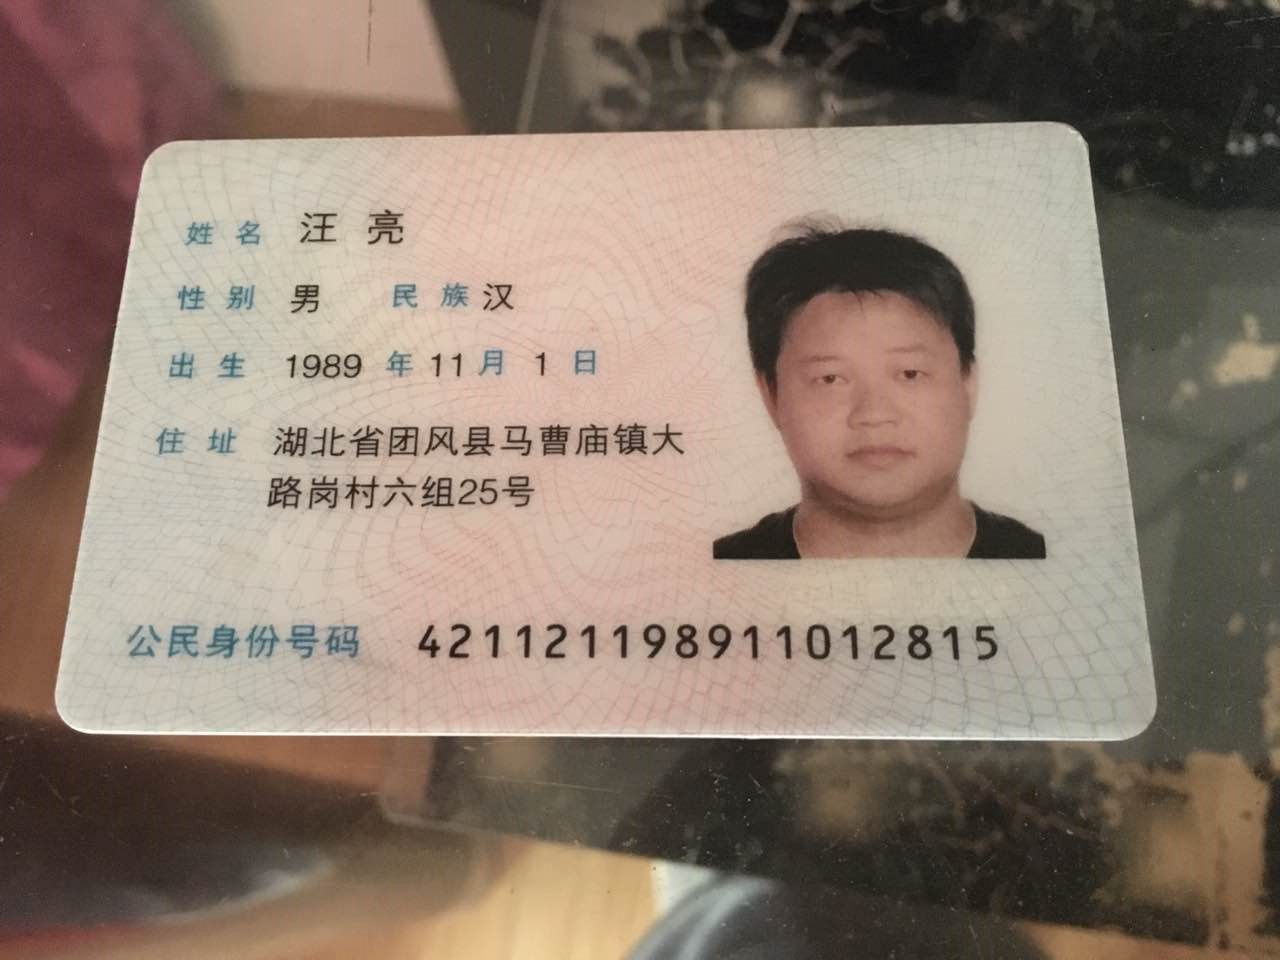 姓名 汪亮
性别 男 民族 汉
出生 1989 年 11 月 1 日
住址 湖北省团风县马曹庙镇大
路岗村六组25号
公民身份号码 421121198911012815